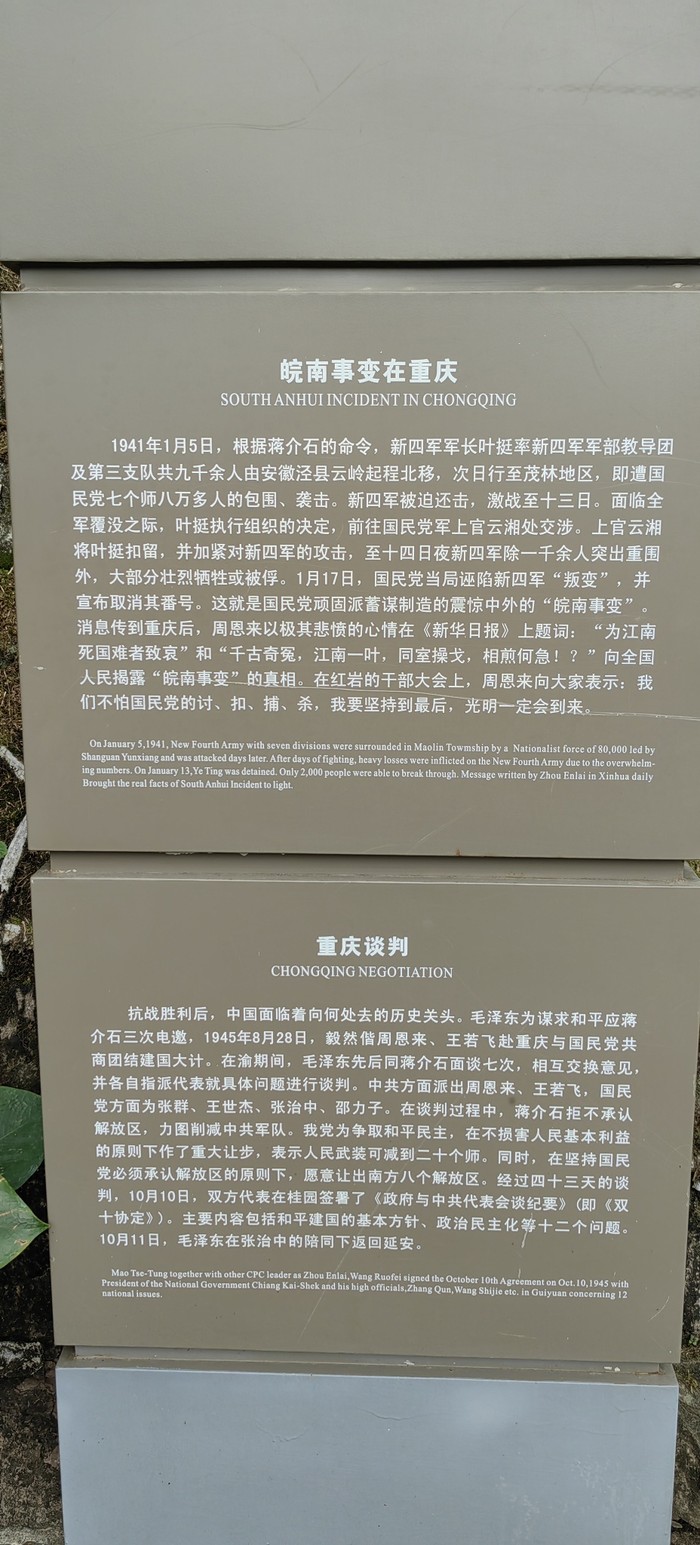 皖南事变在重庆
SOUTH ANHUI INCIDENT IN CHONGQING
1941年1月5日，根据蒋介石的命令，新四军军长叶挺率新四军军部教导团
及第三支队共九千余人由安徽泾县云岭起程北移，次日行至茂林地区，即遭国
民党七个师八万多人的包围、袭击。新四军被迫还击，激战至十三日。面临全
军覆没之际，叶挺执行组织的决定，前往国民党军上官云湘处交涉。上官云湘
将叶挺扣留，并加紧对新四军的攻击，至十四日夜新四军除一千余人突出重围
外，大部分壮烈牺牲或被俘。1月17日，国民党当局诬陷新四军“叛变”，并
宣布取消其番号。这就是国民党顽固派蓄谋制造的震惊中外的“皖南事变”。
消息传到重庆后，周恩来以极其悲愤的心情在《新华日报》上题词：“为江南
死国难者致哀”和“千古奇冤，江南一叶，同室操戈，相煎何急！？”向全国
人民揭露“皖南事变”的真相。在红岩的干部大会上，周恩来向大家表示：我
们不怕国民党的讨、扣、捕、杀，我要坚持到最后，光明一定会到来。
On January 5,1941, New Fourth Army with seven divisions were surrounded in Maolin Towmship by a Nationalist force of 80,000 led by
Shanguan Yunxiang and was attacked days later. After days of fighting, heavy losses were inflicted on the New Fourth Army due to the overwhelm-
ing numbers. On January 13,Ye Ting was detained. Only 2,000 people were able to break through. Message written by Zhou Enlai in Xinhua daily
Brought the real facts of South Anhui Incident to light.
重庆谈判
CHONGQING NEGOTIATION
抗战胜利后，中国面临着向何处去的历史关头。毛泽东为谋求和平应蒋
介石三次电邀，1945年8月28日，毅然偕周恩来、王若飞赴重庆与国民党共
商团结建国大计。在渝期间，毛泽东先后同蒋介石面谈七次，相互交换意见，
并各自指派代表就具体问题进行谈判。中共方面派出周恩来、王若飞，国民
党方面为张群、王世杰、张治中、邵力子。在谈判过程中，蒋介石拒不承认
解放区，力图削减中共军队。我党为争取和平民主，在不损害人民基本利益
的原则下作了重大让步，表示人民武装可减到二十个师。同时，在坚持国民
党必须承认解放区的原则下，愿意让出南方八个解放区。经过四十三天的谈
判，10月10日，双方代表在桂园签署了《政府与中共代表会谈纪要》(即《双
十协定》)。主要内容包括和平建国的基本方针、政治民主化等十二个问题。
10月11日，毛泽东在张治中的陪同下返回延安。
Mao Tse-Tung together with other CPC leader as Zhou Enlai,Wang Ruofei signed the October 10th Agreement on Oct.10,1945 with
President of the National Government Chiang Kai-Shek and his high officials,Zhang Qun,Wang Shijie etc. in Guiyuan concerning 12
national issues.